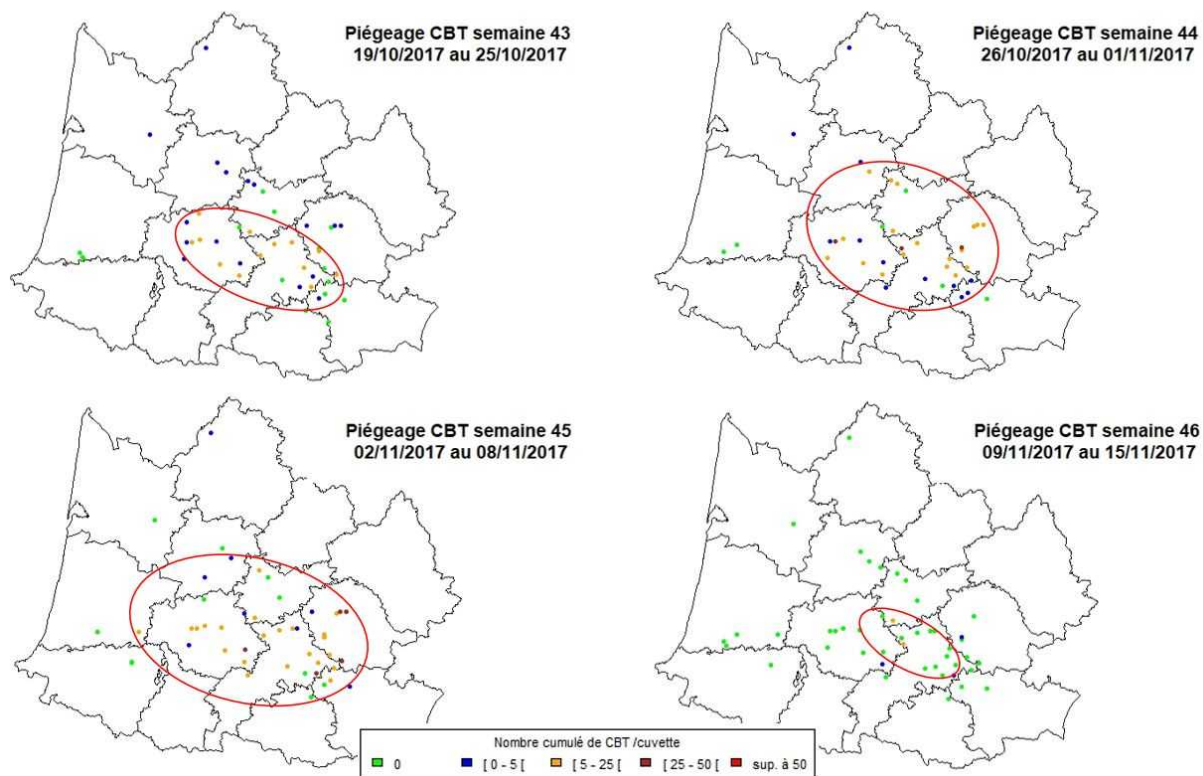 Piégeage CBT semaine 43
19/10/2017 au 25/10/2017
Piégeage CBT semaine 44
26/10/2017 au 01/11/2017
Piégeage CBT semaine 45
02/11/2017 au 08/11/2017
Piégeage CBT semaine 46
09/11/2017 au 15/11/2017
Nombre cumulé de CBT /cuvette
0 [ 0 - 5 [ [ 5 - 25 [ [ 25 - 50 [ sup. à 50